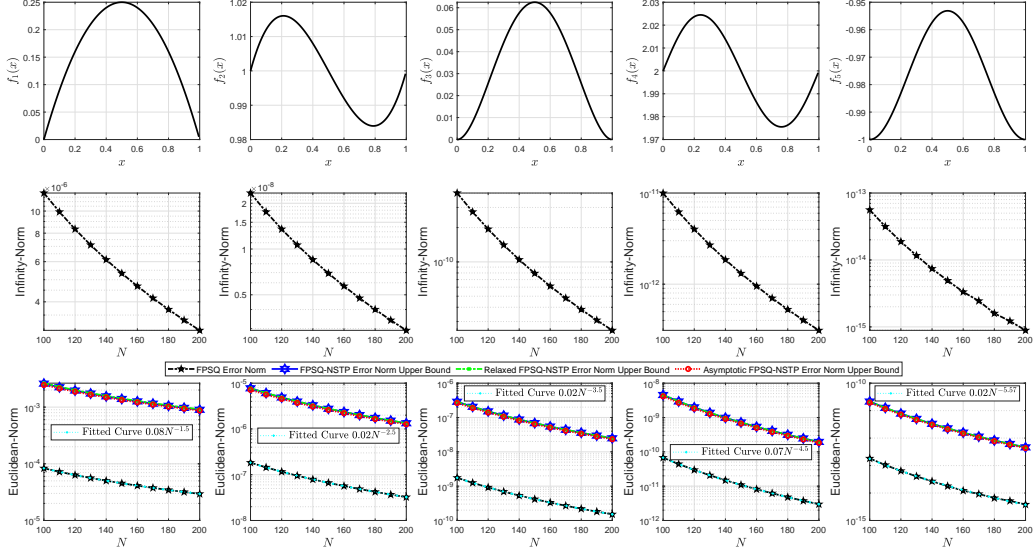 0.25
0.2
0.15
0.1
0.05
0
f₁(x)
0 0.2 0.4 0.6 0.8 1
x
1.02
1
0.98
f₂(x)
0 0.2 0.4 0.6 0.8 1
x
0.06
0.05
0.04
0.03
0.02
0.01
0
f₃(x)
0 0.2 0.4 0.6 0.8 1
x
2.03
2.02
2.01
2
1.99
1.98
1.97
f₄(x)
0 0.2 0.4 0.6 0.8 1
x
-0.95
-0.96
-0.97
-0.98
-0.99
-1
f₅(x)
0 0.2 0.4 0.6 0.8 1
x
×10⁻⁶
10
8
6
4
Infinity-Norm
100 120 140 160 180 200
N
×10⁻⁸
2
1.5
1
0.5
Infinity-Norm
100 120 140 160 180 200
N
10⁻¹⁰
Infinity-Norm
100 120 140 160 180 200
N
10⁻¹¹
10⁻¹²
Infinity-Norm
100 120 140 160 180 200
N
10⁻¹³
10⁻¹⁴
10⁻¹⁵
Infinity-Norm
100 120 140 160 180 200
N
FPSQ Error Norm FPSQ-NSTP Error Norm Upper Bound Relaxed FPSQ-NSTP Error Norm Upper Bound Asymptotic FPSQ-NSTP Error Norm Upper Bound
10⁻³
10⁻⁴
10⁻⁵
Euclidean-Norm
Fitted Curve 0.08N⁻¹·⁵
100 120 140 160 180 200
N
10⁻⁵
10⁻⁶
10⁻⁷
10⁻⁸
Euclidean-Norm
Fitted Curve 0.02N⁻²·⁵
100 120 140 160 180 200
N
10⁻⁶
10⁻⁷
10⁻⁸
10⁻⁹
10⁻¹⁰
Euclidean-Norm
Fitted Curve 0.02N⁻³·⁵
100 120 140 160 180 200
N
10⁻⁸
10⁻⁹
10⁻¹⁰
10⁻¹¹
10⁻¹²
Euclidean-Norm
Fitted Curve 0.07N⁻⁴·⁵
100 120 140 160 180 200
N
10⁻¹⁰
10⁻¹⁵
Euclidean-Norm
Fitted Curve 0.02N⁻⁵·⁵⁷
100 120 140 160 180 200
N